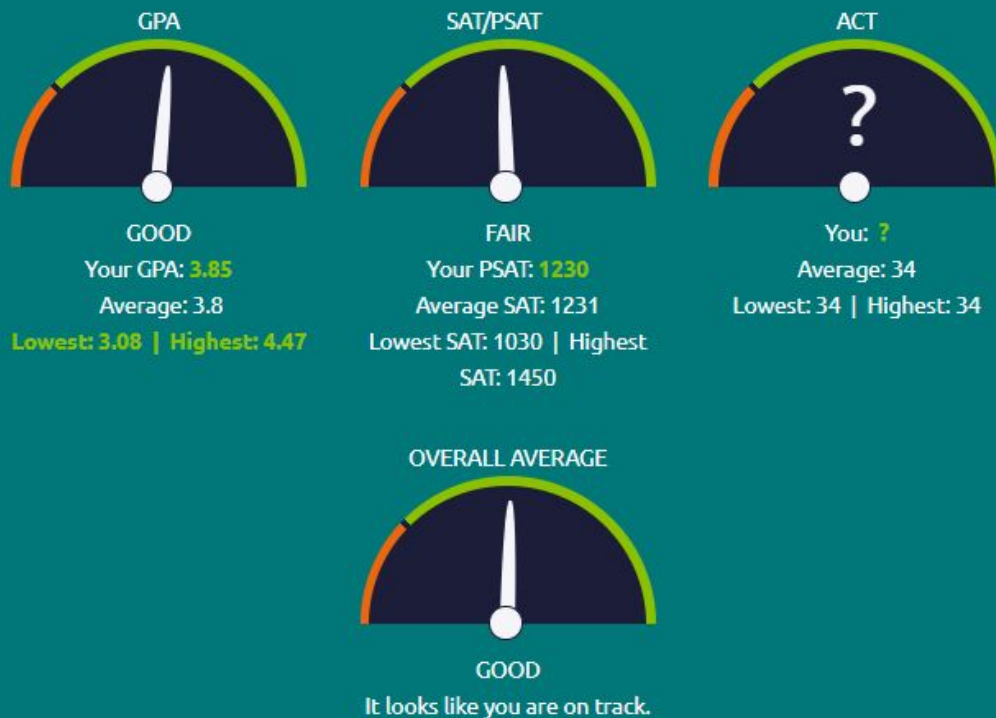 GPA
GOOD
Your GPA: 3.85
Average: 3.8
Lowest: 3.08 | Highest: 4.47
SAT/PSAT
FAIR
Your PSAT: 1230
Average SAT: 1231
Lowest SAT: 1030 | Highest
SAT: 1450
ACT
?
You: ?
Average: 34
Lowest: 34 | Highest: 34
OVERALL AVERAGE
GOOD
It looks like you are on track.